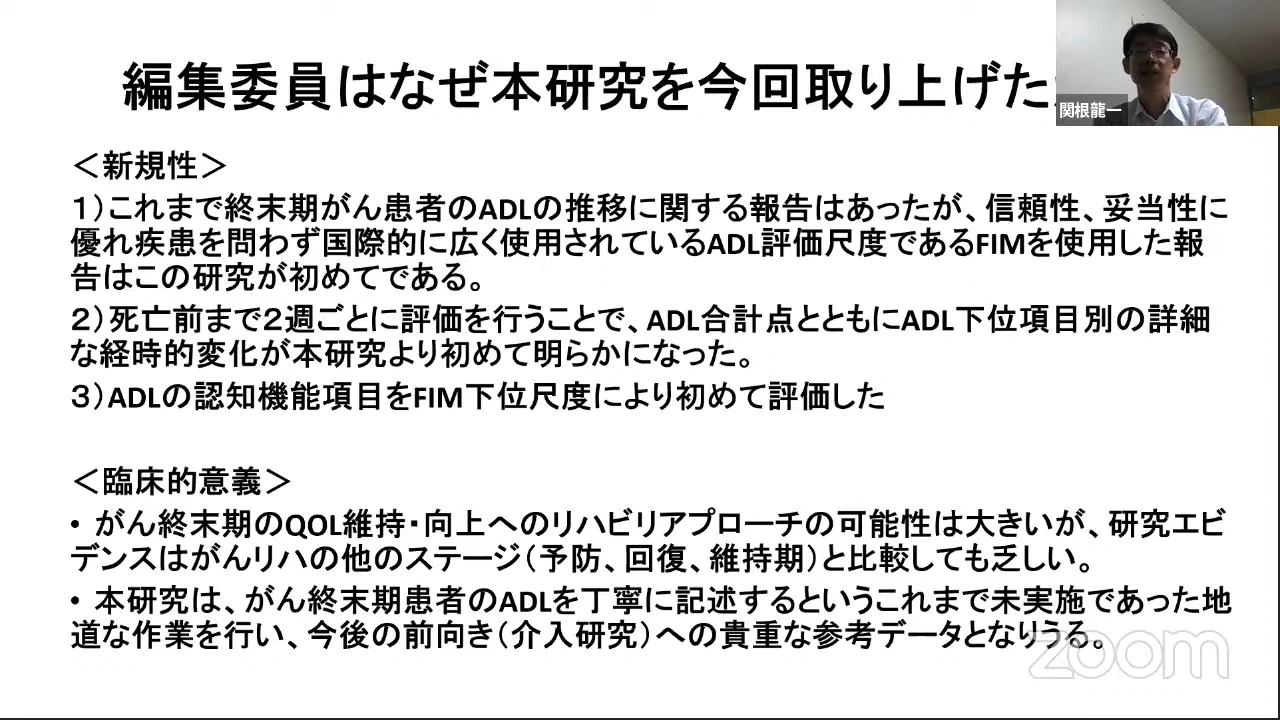 編集委員はなぜ本研究を今回取り上げた
関根龍一
＜新規性＞
１）これまで終末期がん患者のADLの推移に関する報告はあったが、信頼性、妥当性に
優れ疾患を問わず国際的に広く使用されているADL評価尺度であるFIMを使用した報
告はこの研究が初めてである。
２）死亡前まで２週ごとに評価を行うことで、ADL合計点とともにADL下位項目別の詳細
な経時的変化が本研究より初めて明らかになった。
３）ADLの認知機能項目をFIM下位尺度により初めて評価した
＜臨床的意義＞
• がん終末期のQOL維持・向上へのリハビリアプローチの可能性は大きいが、研究エビ
デンスはがんリハの他のステージ（予防、回復、維持期）と比較しても乏しい。
• 本研究は、がん終末期患者のADLを丁寧に記述するというこれまで未実施であった地
道な作業を行い、今後の前向き（介入研究）への貴重な参考データとなりうる。
zoom